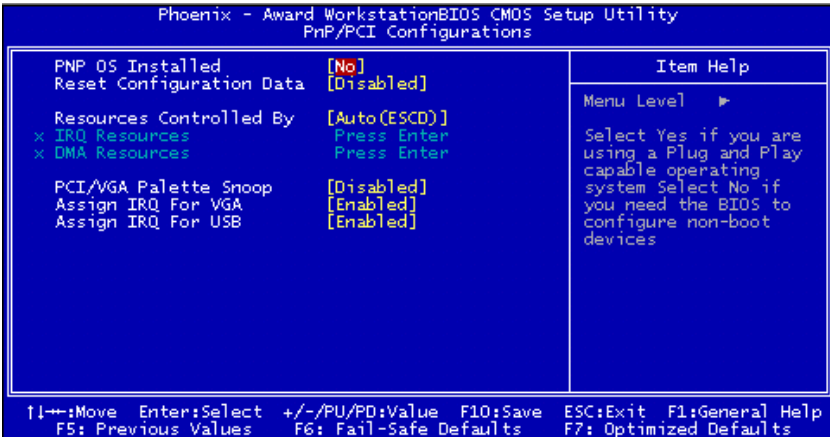 Phoenix - Award WorkstationBIOS CMOS Setup Utility
PnP/PCI Configurations
PNP OS Installed [No]
Reset Configuration Data [Disabled]
Resources Controlled By [Auto(ESCD)]
x IRQ Resources Press Enter
x DMA Resources Press Enter
PCI/VGA Palette Snoop [Disabled]
Assign IRQ For VGA [Enabled]
Assign IRQ For USB [Enabled]
Item Help
Menu Level ►
Select Yes if you are
using a Plug and Play
capable operating
system Select No if
you need the BIOS to
configure non-boot
devices
↑↓→←:Move Enter:Select +/-/PU/PD:Value F10:Save ESC:Exit F1:General Help
F5: Previous Values F6: Fail-Safe Defaults F7: Optimized Defaults